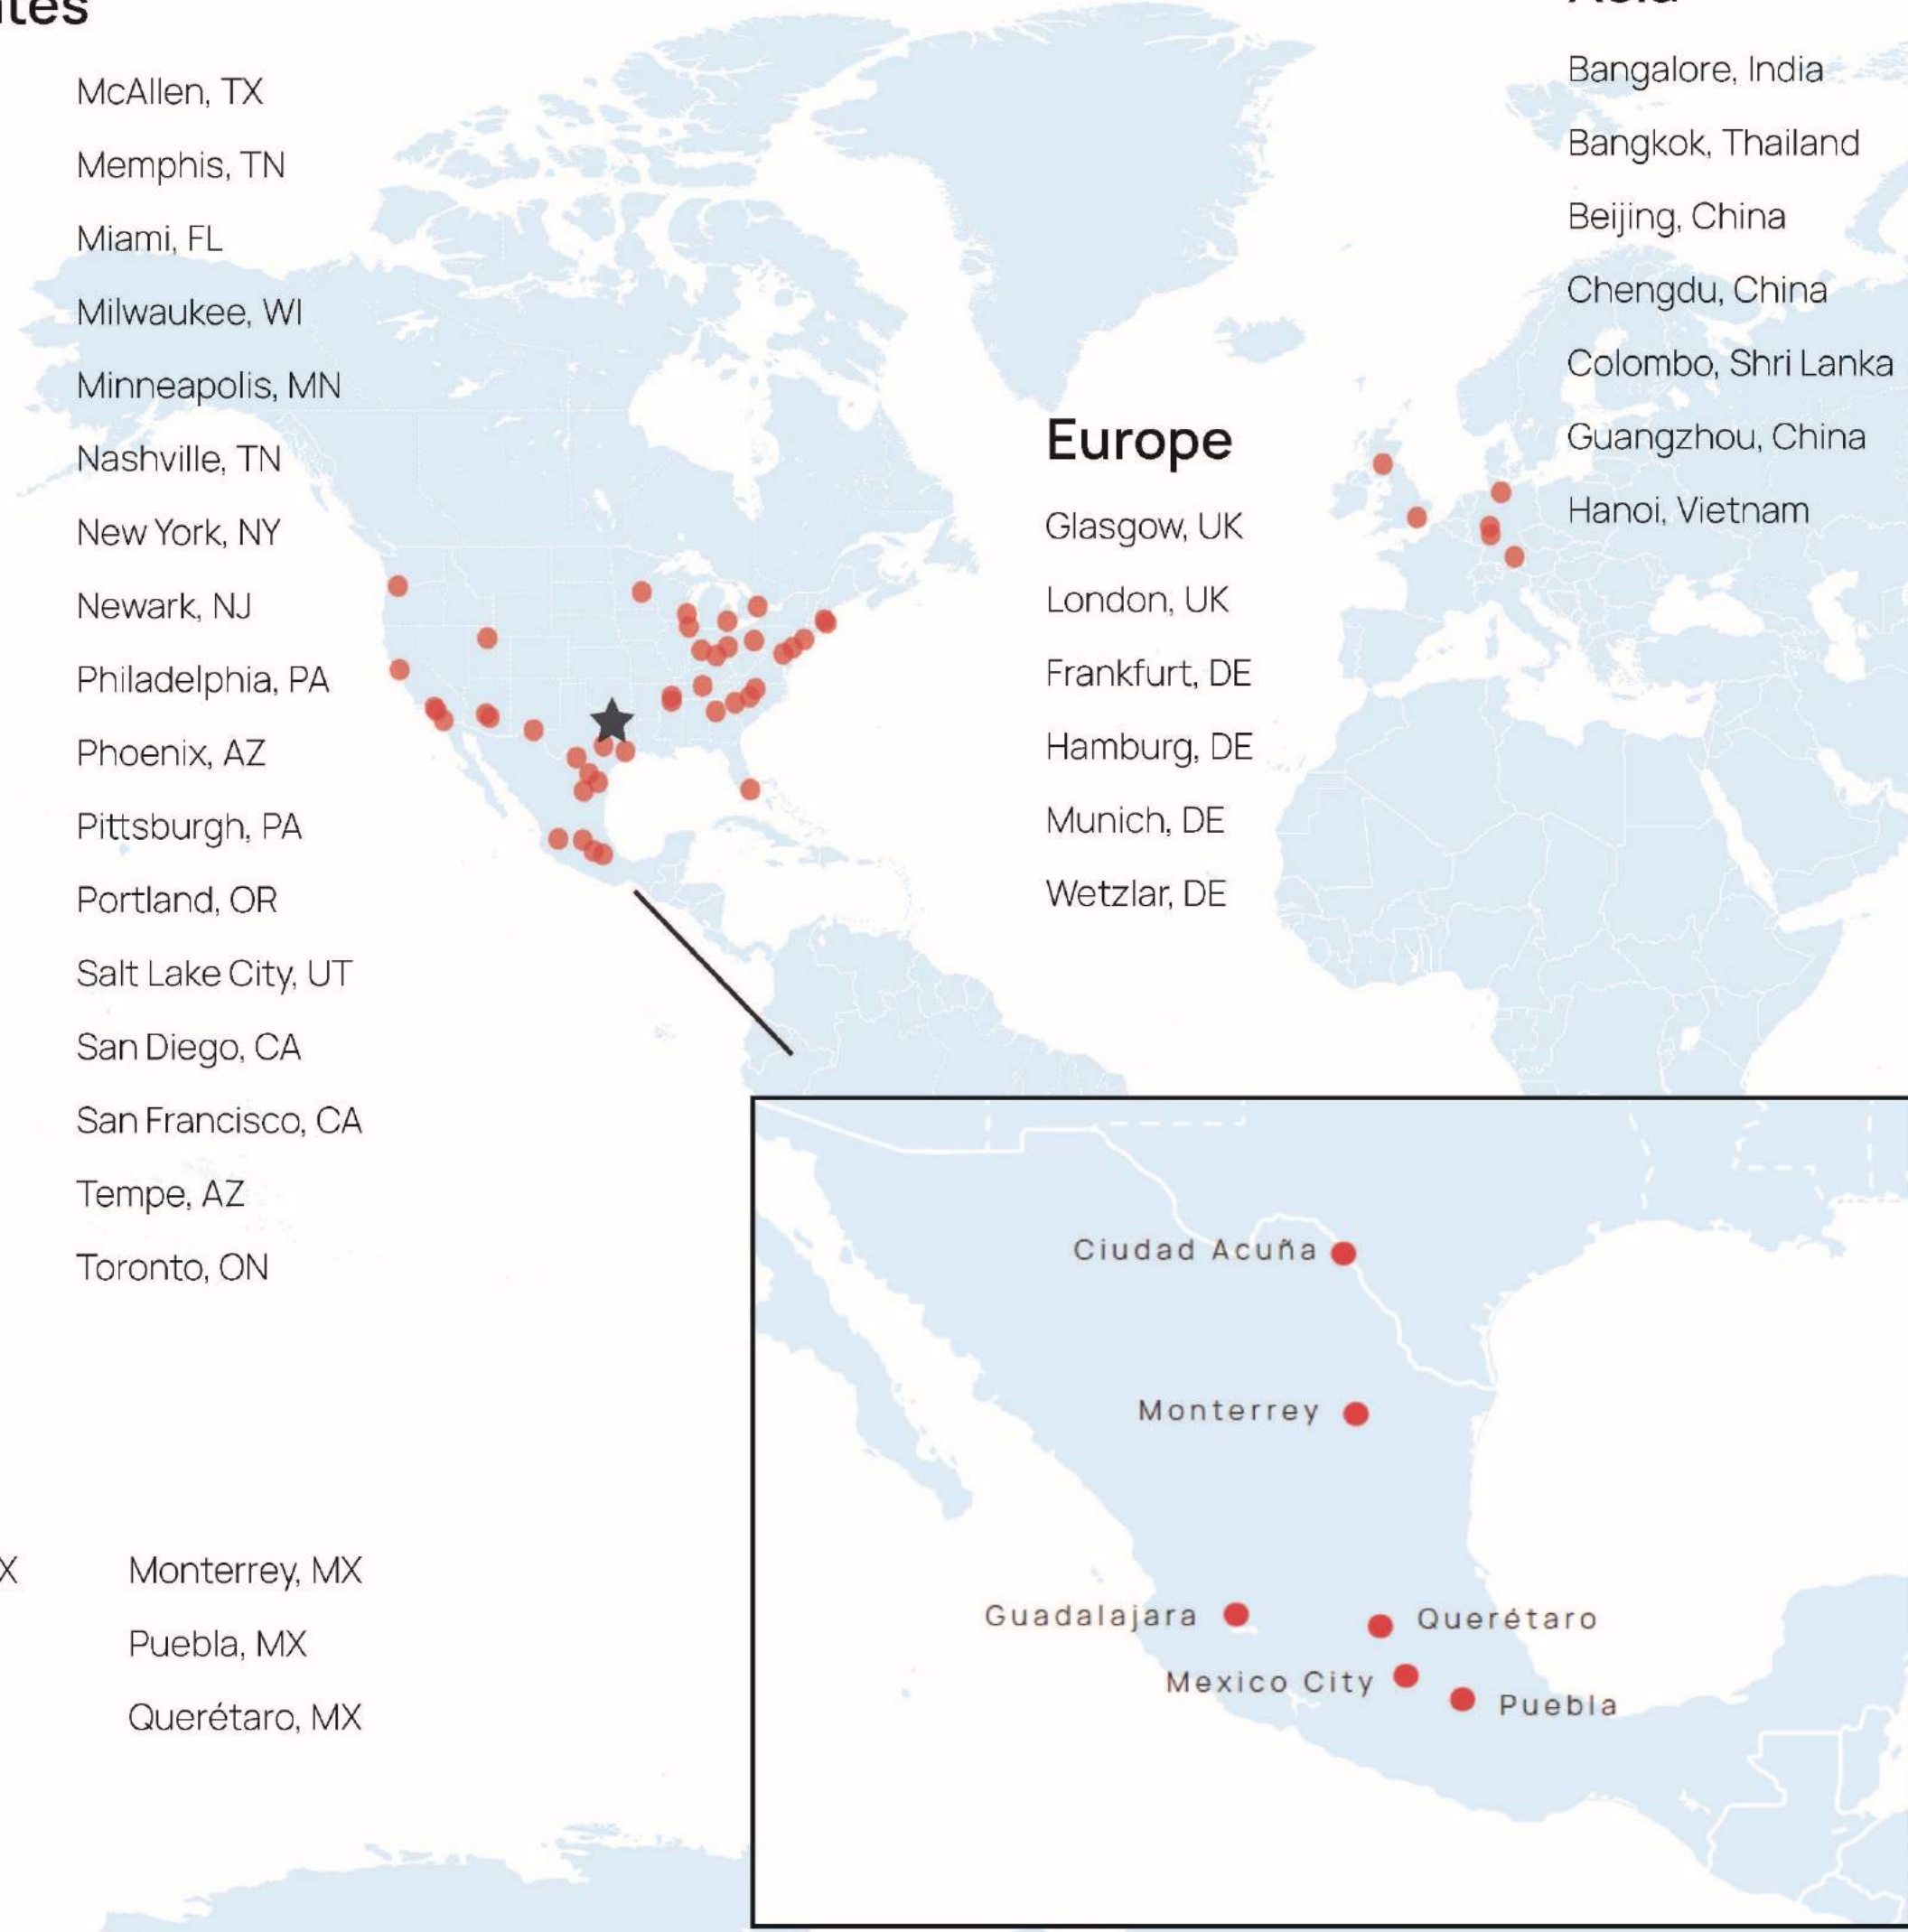 McAllen, TX
Memphis, TN
Miami, FL
Milwaukee, WI
Minneapolis, MN
Nashville, TN
New York, NY
Newark, NJ
Philadelphia, PA
Phoenix, AZ
Pittsburgh, PA
Portland, OR
Salt Lake City, UT
San Diego, CA
San Francisco, CA
Tempe, AZ
Toronto, ON
Monterrey, MX
Puebla, MX
Querétaro, MX
Europe
Glasgow, UK
London, UK
Frankfurt, DE
Hamburg, DE
Munich, DE
Wetzlar, DE
Bangalore, India
Bangkok, Thailand
Beijing, China
Chengdu, China
Colombo, Shri Lanka
Guangzhou, China
Hanoi, Vietnam
Ciudad Acuña
Monterrey
Guadalajara
Querétaro
Mexico City
Puebla